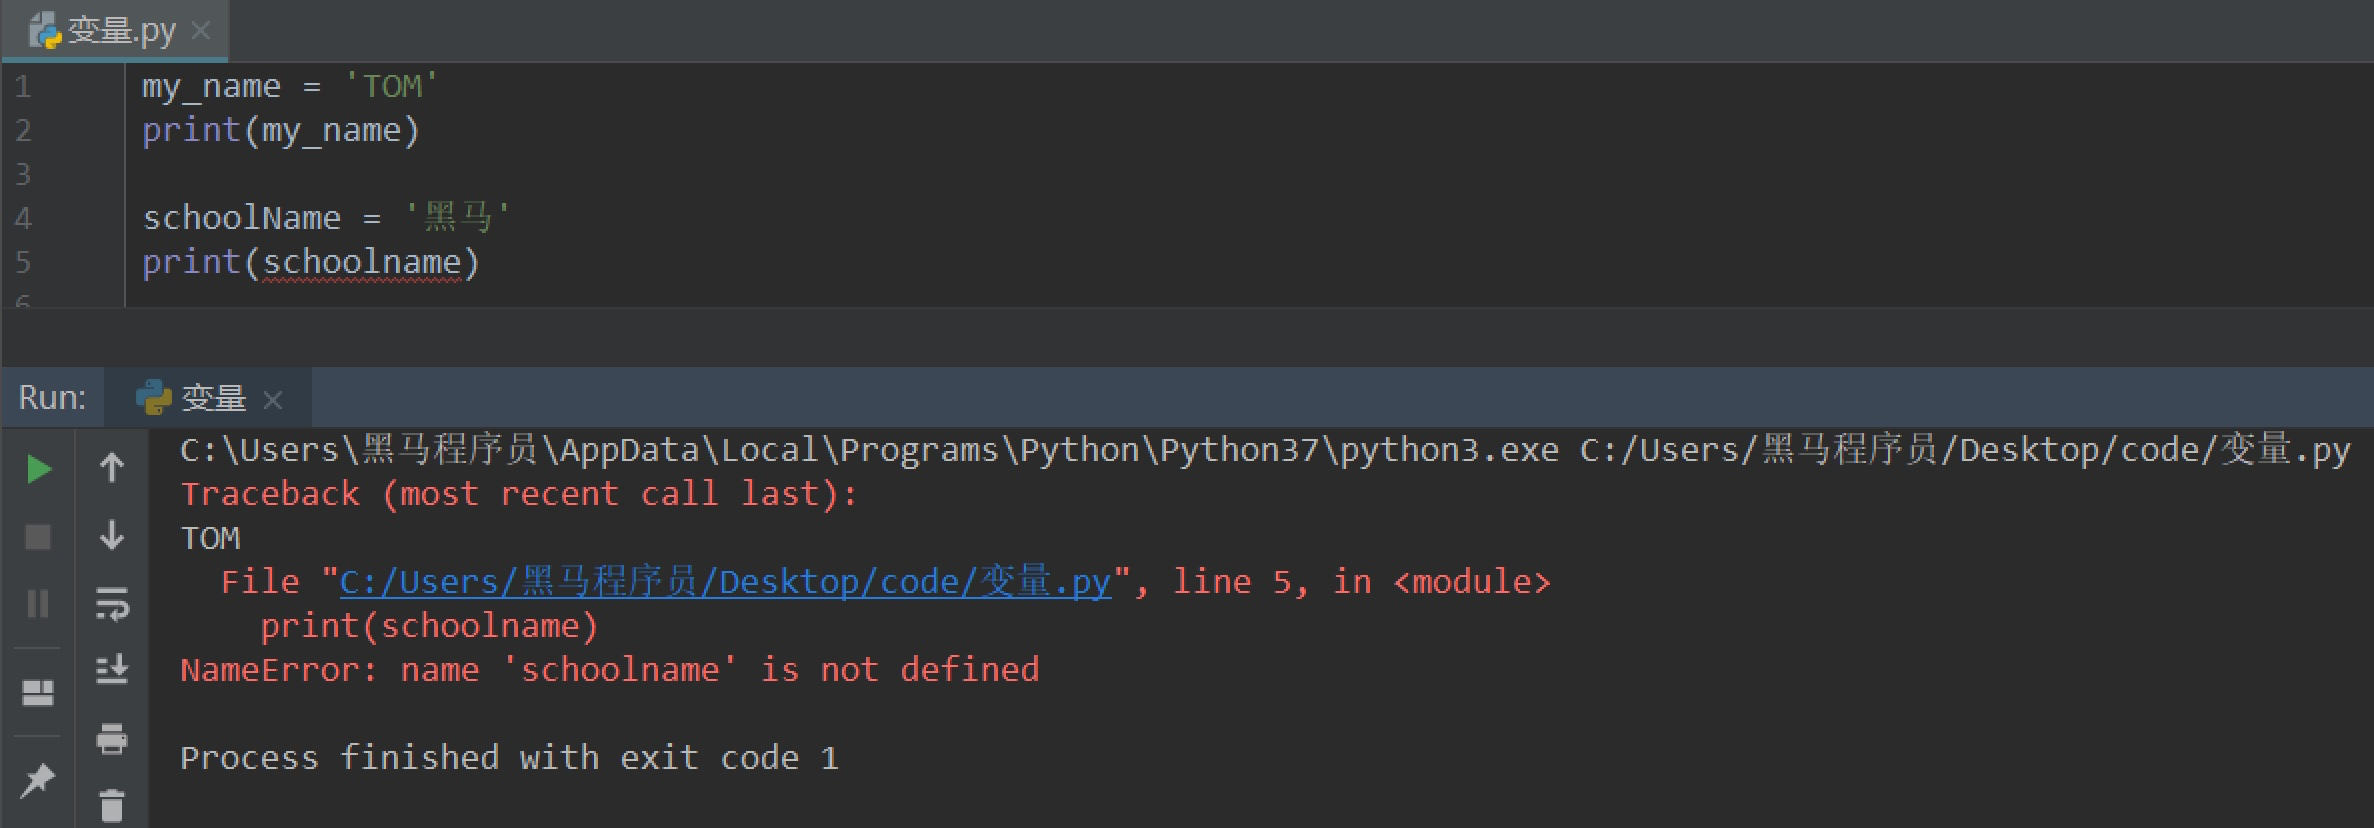 变量.py
1 my_name = 'TOM'
2 print(my_name)
3
4 schoolName = '黑马'
5 print(schoolname)
6
Run: 变量
C:\Users\黑马程序员\AppData\Local\Programs\Python\Python37\python3.exe C:/Users/黑马程序员/Desktop/code/变量.py
Traceback (most recent call last):
TOM
  File "C:/Users/黑马程序员/Desktop/code/变量.py", line 5, in <module>
    print(schoolname)
NameError: name 'schoolname' is not defined
Process finished with exit code 1